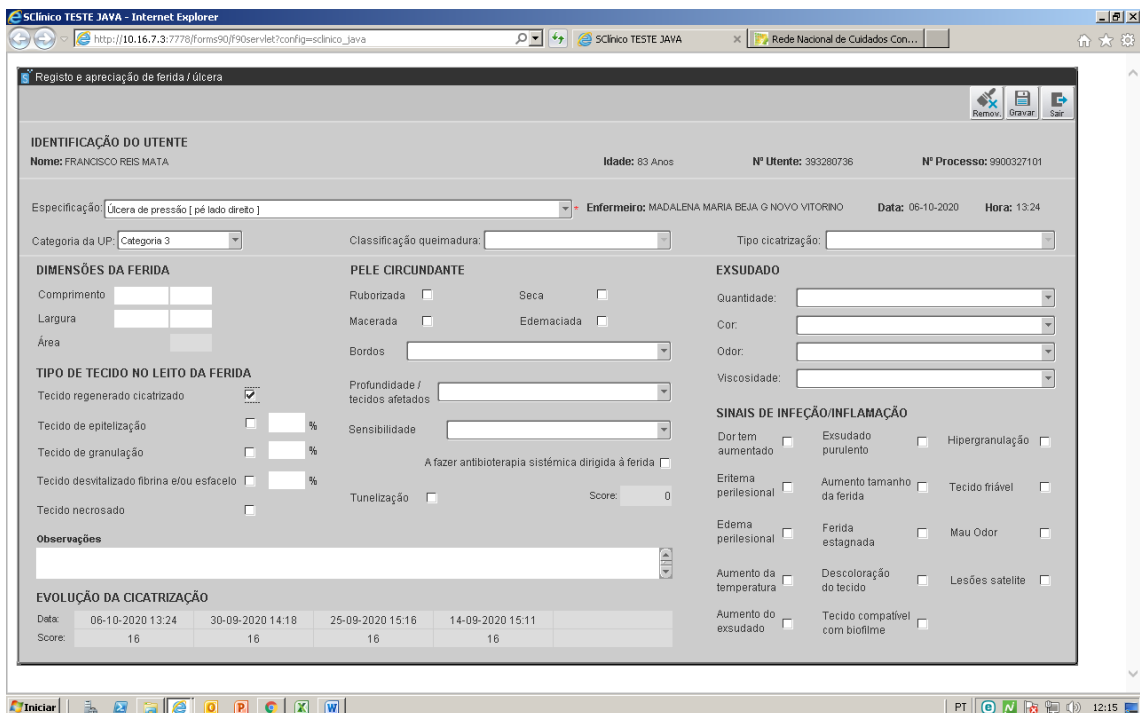 SClínico TESTE JAVA - Internet Explorer
http://10.16.7.3:7778/forms90/f90servlet?config=sclinico_java
SClínico TESTE JAVA
Rede Nacional de Cuidados Con...
Registo e apreciação de ferida / úlcera
Remov. Gravar Sair
IDENTIFICAÇÃO DO UTENTE
Nome: FRANCISCO REIS MATA Idade: 83 Anos Nº Utente: 393280736 Nº Processo: 9900327101
Especificação: Úlcera de pressão [ pé lado direito ] * Enfermeiro: MADALENA MARIA BEJA G NOVO VITORINO Data: 06-10-2020 Hora: 13:24
Categoria da UP: Categoria 3 Classificação queimadura: Tipo cicatrização:
DIMENSÕES DA FERIDA
Comprimento
Largura
Área
TIPO DE TECIDO NO LEITO DA FERIDA
Tecido regenerado cicatrizado
Tecido de epitelização %
Tecido de granulação %
Tecido desvitalizado fibrina e/ou esfacelo %
Tecido necrosado
PELE CIRCUNDANTE
Ruborizada Seca
Macerada Edemaciada
Bordos
Profundidade /
tecidos afetados
Sensibilidade
A fazer antibioterapia sistémica dirigida à ferida
Tunelização Score: 0
EXSUDADO
Quantidade:
Cor:
Odor:
Viscosidade:
SINAIS DE INFEÇÃO/INFLAMAÇÃO
Dor tem
aumentado
Exsudado
purulento
Hipergranulação
Eritema
perilesional
Aumento tamanho
da ferida
Tecido friável
Edema
perilesional
Ferida
estagnada
Mau Odor
Aumento da
temperatura
Descoloração
do tecido
Lesões satelite
Aumento do
exsudado
Tecido compatível
com biofilme
Observações
EVOLUÇÃO DA CICATRIZAÇÃO
Data: 06-10-2020 13:24 30-09-2020 14:18 25-09-2020 15:16 14-09-2020 15:11
Score: 16 16 16 16
Iniciar PT 12:15